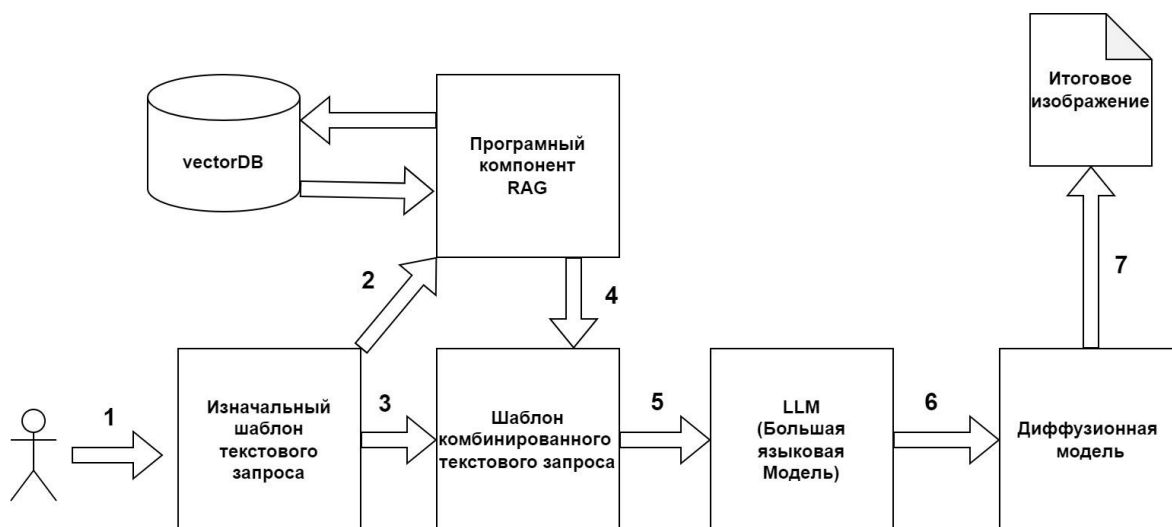 Итоговое
изображение
Програмный
компонент
RAG
vectorDB
2
4
7
1
Изначальный
шаблон
текстового
запроса
3
Шаблон
комбинированного
текстового запроса
5
LLM
(Большая
языковая
Модель)
6
Диффузионная
модель